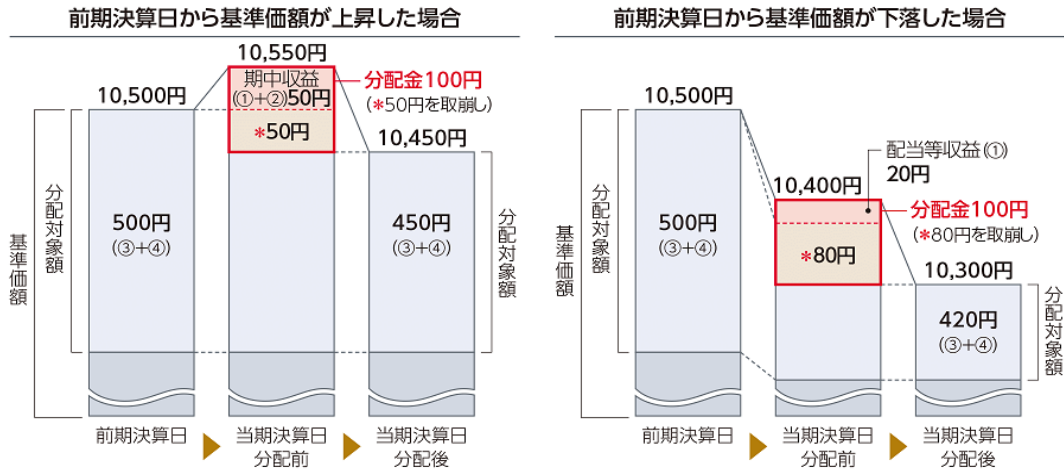 前期決算日から基準価額が上昇した場合
10,550円
10,500円
期中収益
(①+②)50円
*50円
分配金100円
(*50円を取崩し)
10,450円
基準価額
分配対象額
500円
(③+④)
450円
(③+④)
分配対象額
前期決算日
当期決算日
分配前
当期決算日
分配後
前期決算日から基準価額が下落した場合
10,500円
配当等収益(①)
20円
10,400円
分配金100円
(*80円を取崩し)
*80円
10,300円
基準価額
分配対象額
500円
(③+④)
420円
(③+④)
分配対象額
前期決算日
当期決算日
分配前
当期決算日
分配後